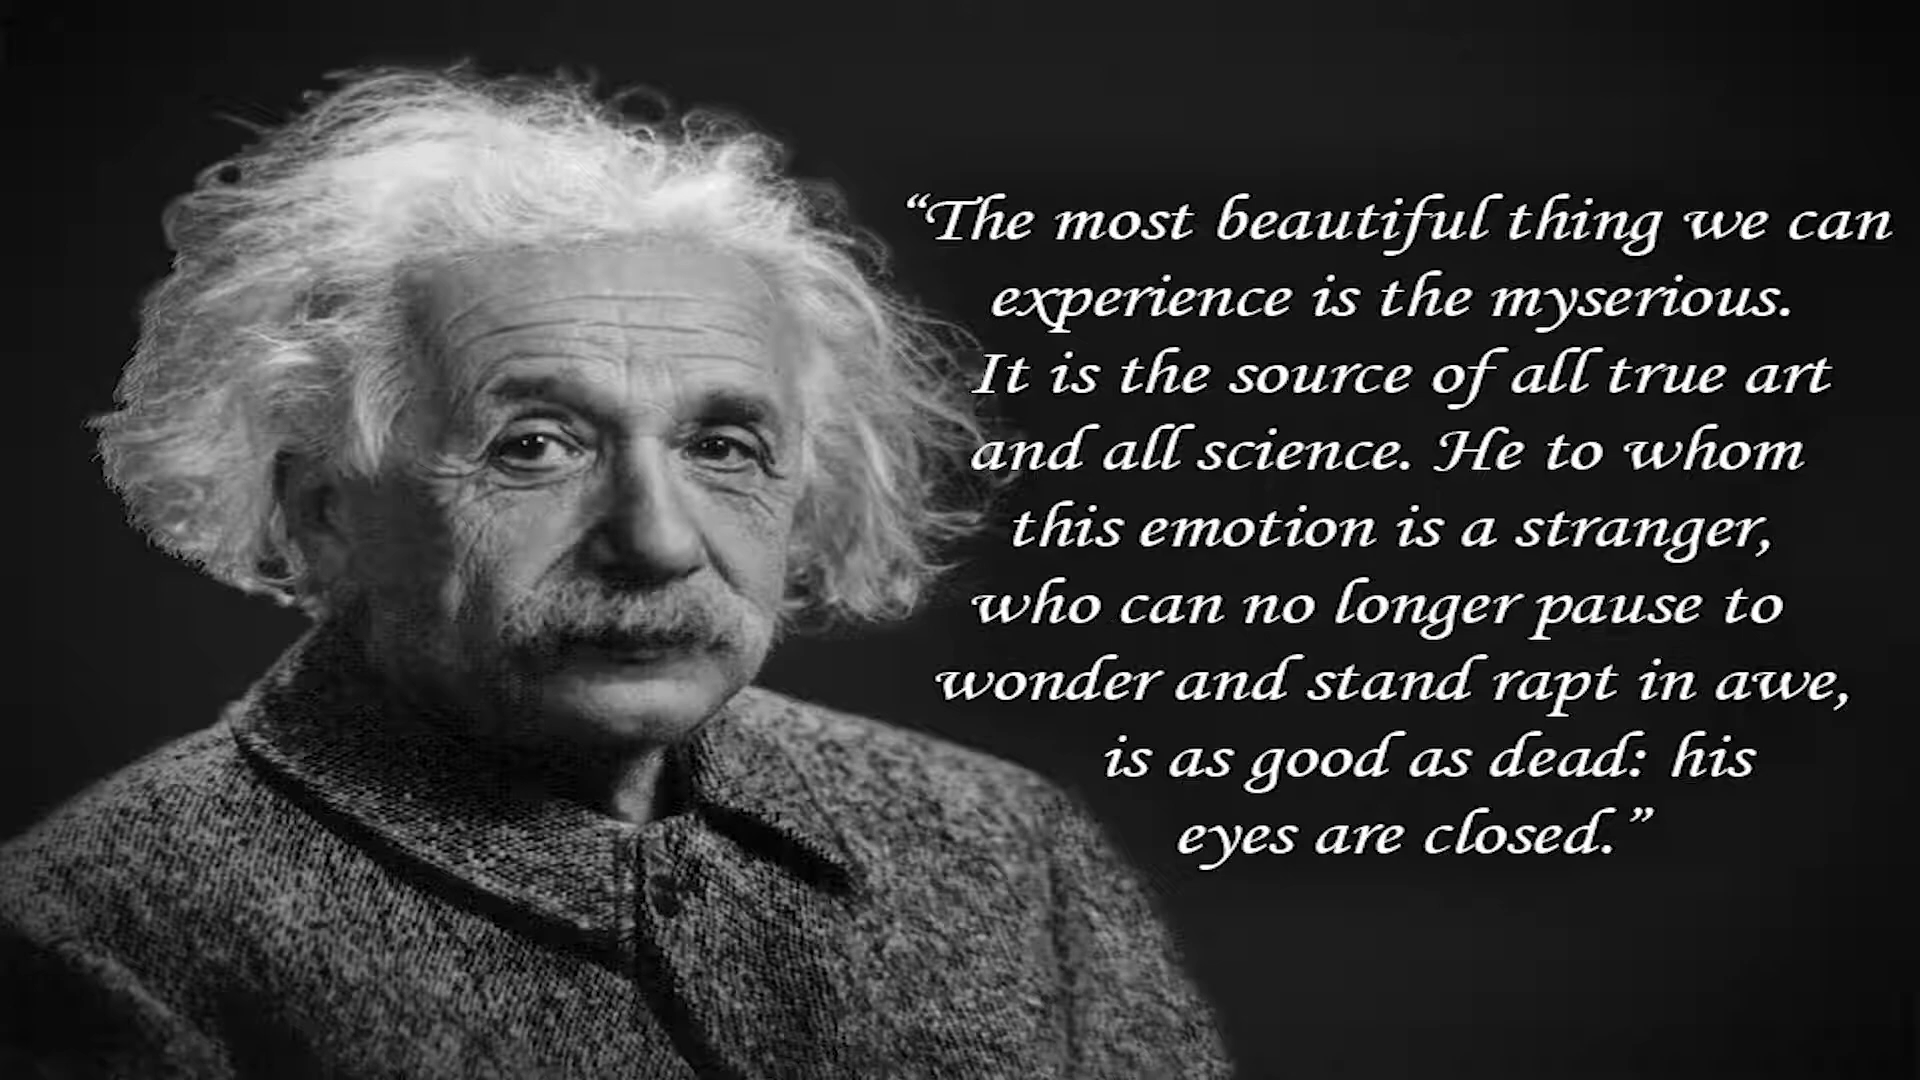 “The most beautiful thing we can
experience is the myserious.
It is the source of all true art
and all science. He to whom
this emotion is a stranger,
who can no longer pause to
wonder and stand rapt in awe,
is as good as dead: his
eyes are closed.”